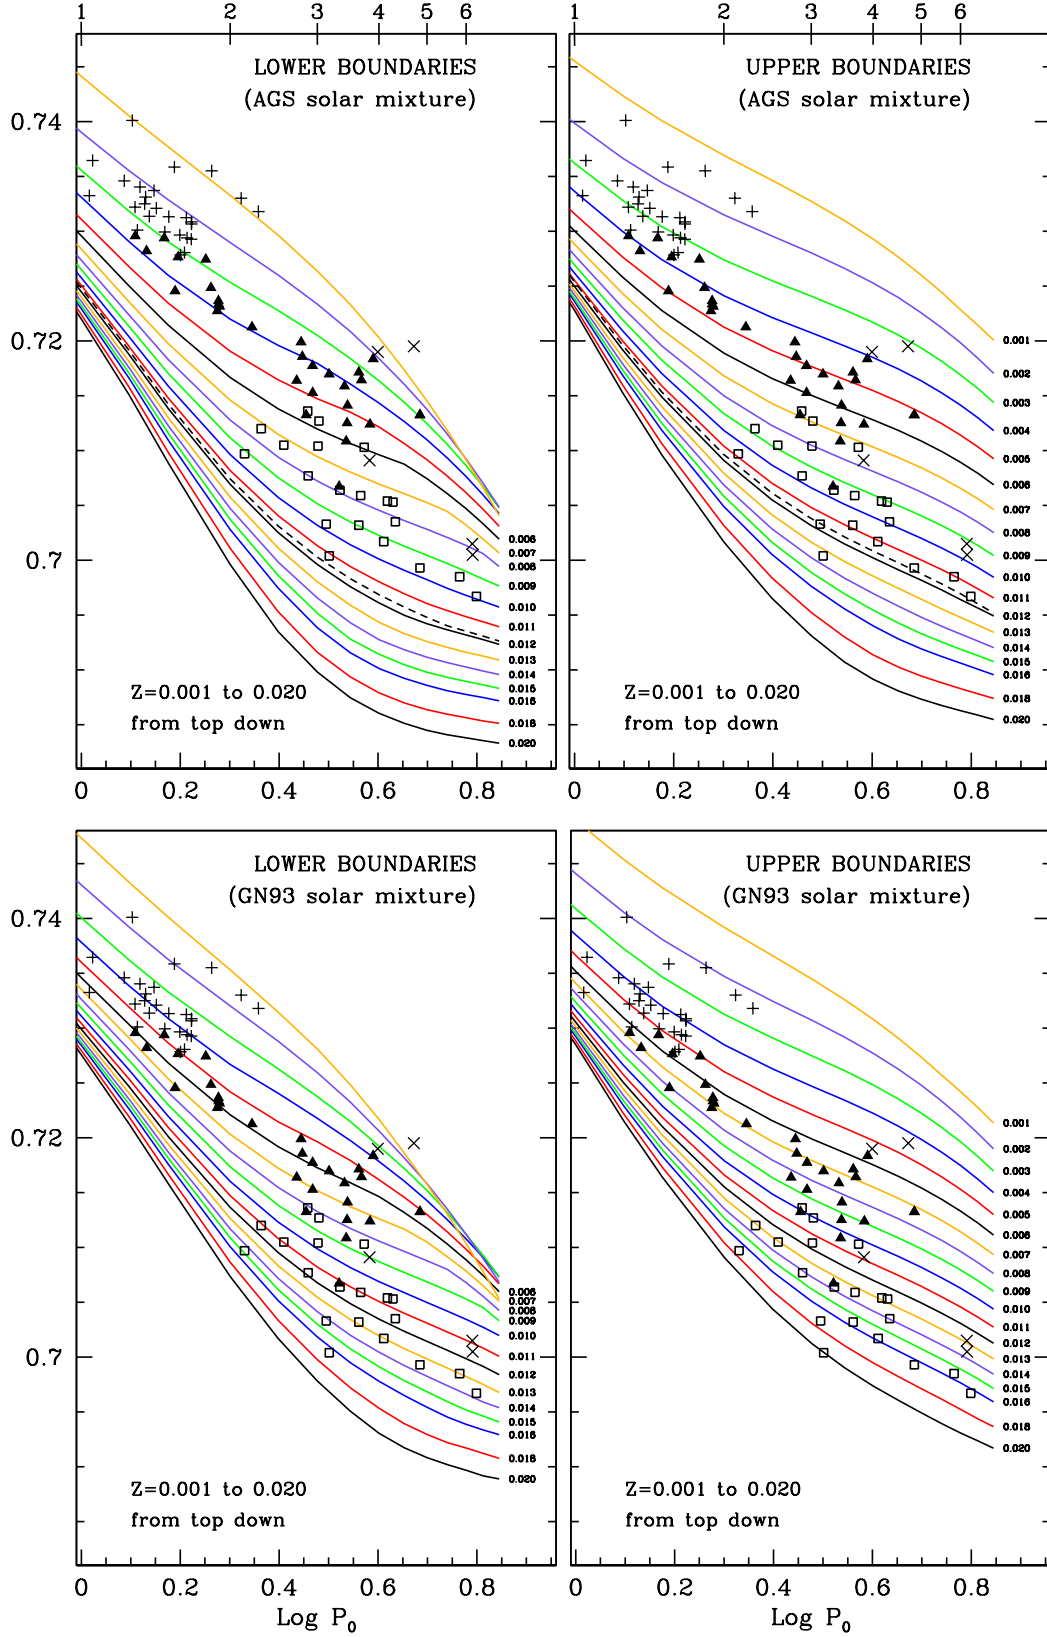 1 2 3 4 5 6
1 2 3 4 5 6
LOWER BOUNDARIES
(AGS solar mixture)
UPPER BOUNDARIES
(AGS solar mixture)
0.74
0.72
0.7
0.006
0.007
0.008
0.009
0.010
0.011
0.012
0.013
0.014
0.015
0.016
0.018
0.020
0.001
0.002
0.003
0.004
0.005
0.006
0.007
0.008
0.009
0.010
0.011
0.012
0.013
0.014
0.015
0.016
0.018
0.020
Z=0.001 to 0.020
from top down
Z=0.001 to 0.020
from top down
0 0.2 0.4 0.6 0.8
0 0.2 0.4 0.6 0.8
LOWER BOUNDARIES
(GN93 solar mixture)
UPPER BOUNDARIES
(GN93 solar mixture)
0.74
0.72
0.7
0.006
0.007
0.008
0.009
0.010
0.011
0.012
0.013
0.014
0.015
0.016
0.018
0.020
0.001
0.002
0.003
0.004
0.005
0.006
0.007
0.008
0.009
0.010
0.011
0.012
0.013
0.014
0.015
0.016
0.018
0.020
Z=0.001 to 0.020
from top down
Z=0.001 to 0.020
from top down
0 0.2 0.4 0.6 0.8
0 0.2 0.4 0.6 0.8
Log P₀
Log P₀